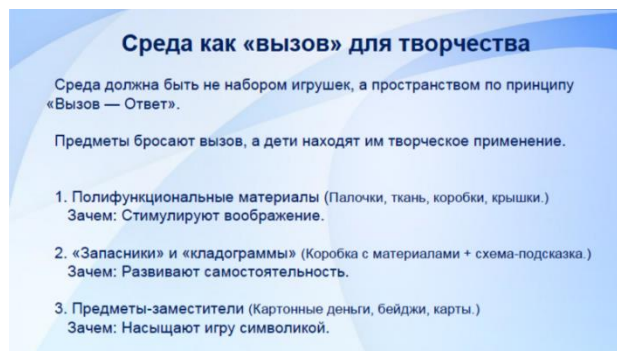 Среда как «вызов» для творчества
Среда должна быть не набором игрушек, а пространством по принципу
«Вызов — Ответ».
Предметы бросают вызов, а дети находят им творческое применение.
1. Полифункциональные материалы (Палочки, ткань, коробки, крышки.)
Зачем: Стимулируют воображение.
2. «Запасники» и «кладограммы» (Коробка с материалами + схема-подсказка.)
Зачем: Развивают самостоятельность.
3. Предметы-заместители (Картонные деньги, бейджи, карты.)
Зачем: Насыщают игру символикой.